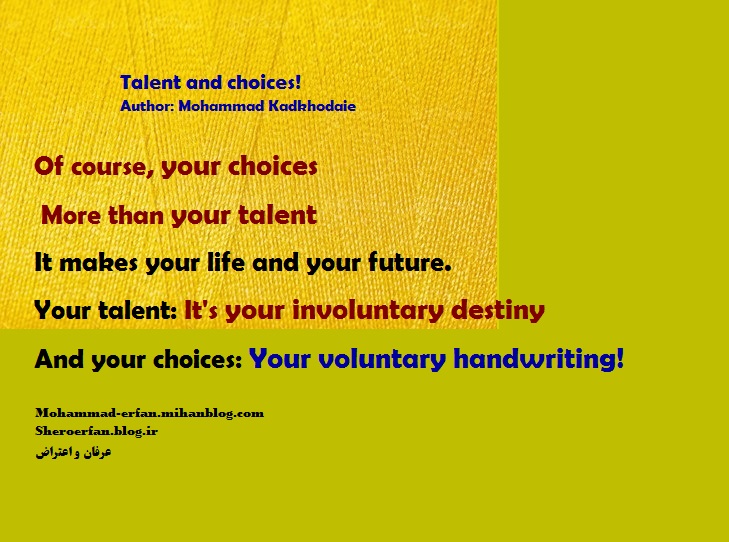 Talent and choices!
Author: Mohammad Kadkhodaie
Of course, your choices
More than your talent
It makes your life and your future.
Your talent: It's your involuntary destiny
And your choices: Your voluntary handwriting!
Mohammad-erfan.mihanblog.com
Sheroerfan.blog.ir
عرفان و اعتراض